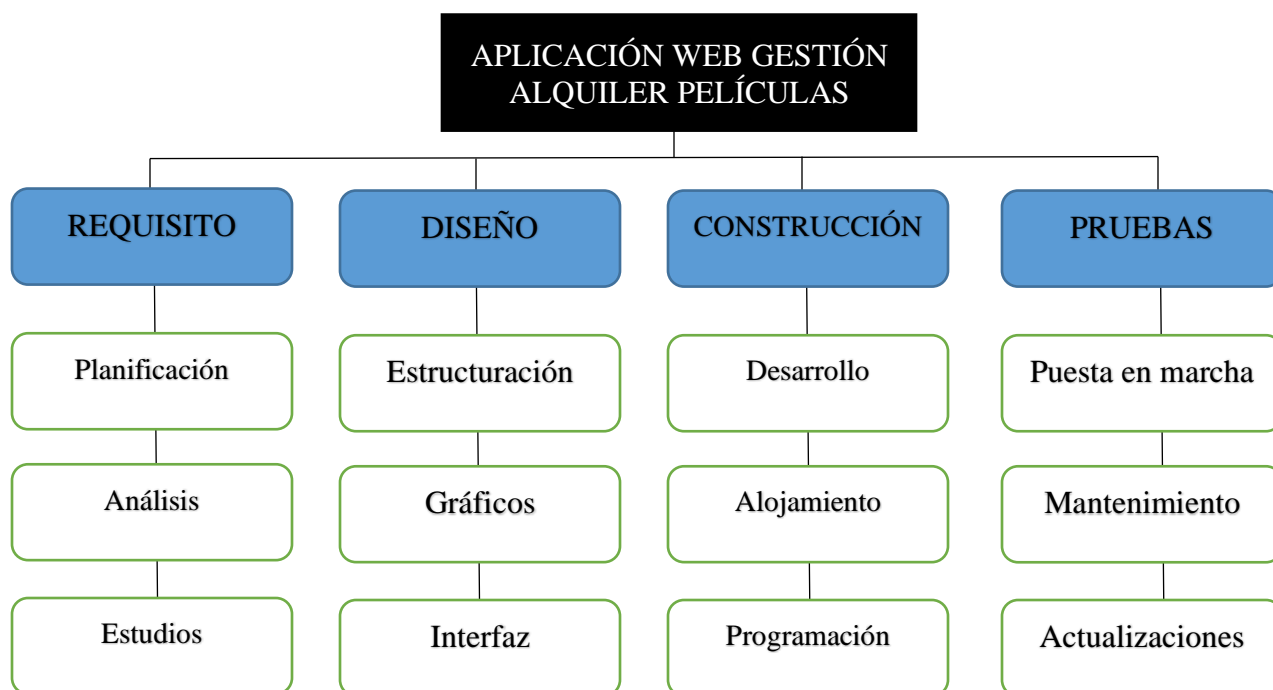 APLICACIÓN WEB GESTIÓN
ALQUILER PELÍCULAS
REQUISITO
DISEÑO
CONSTRUCCIÓN
PRUEBAS
Planificación
Estructuración
Desarrollo
Puesta en marcha
Análisis
Gráficos
Alojamiento
Mantenimiento
Estudios
Interfaz
Programación
Actualizaciones